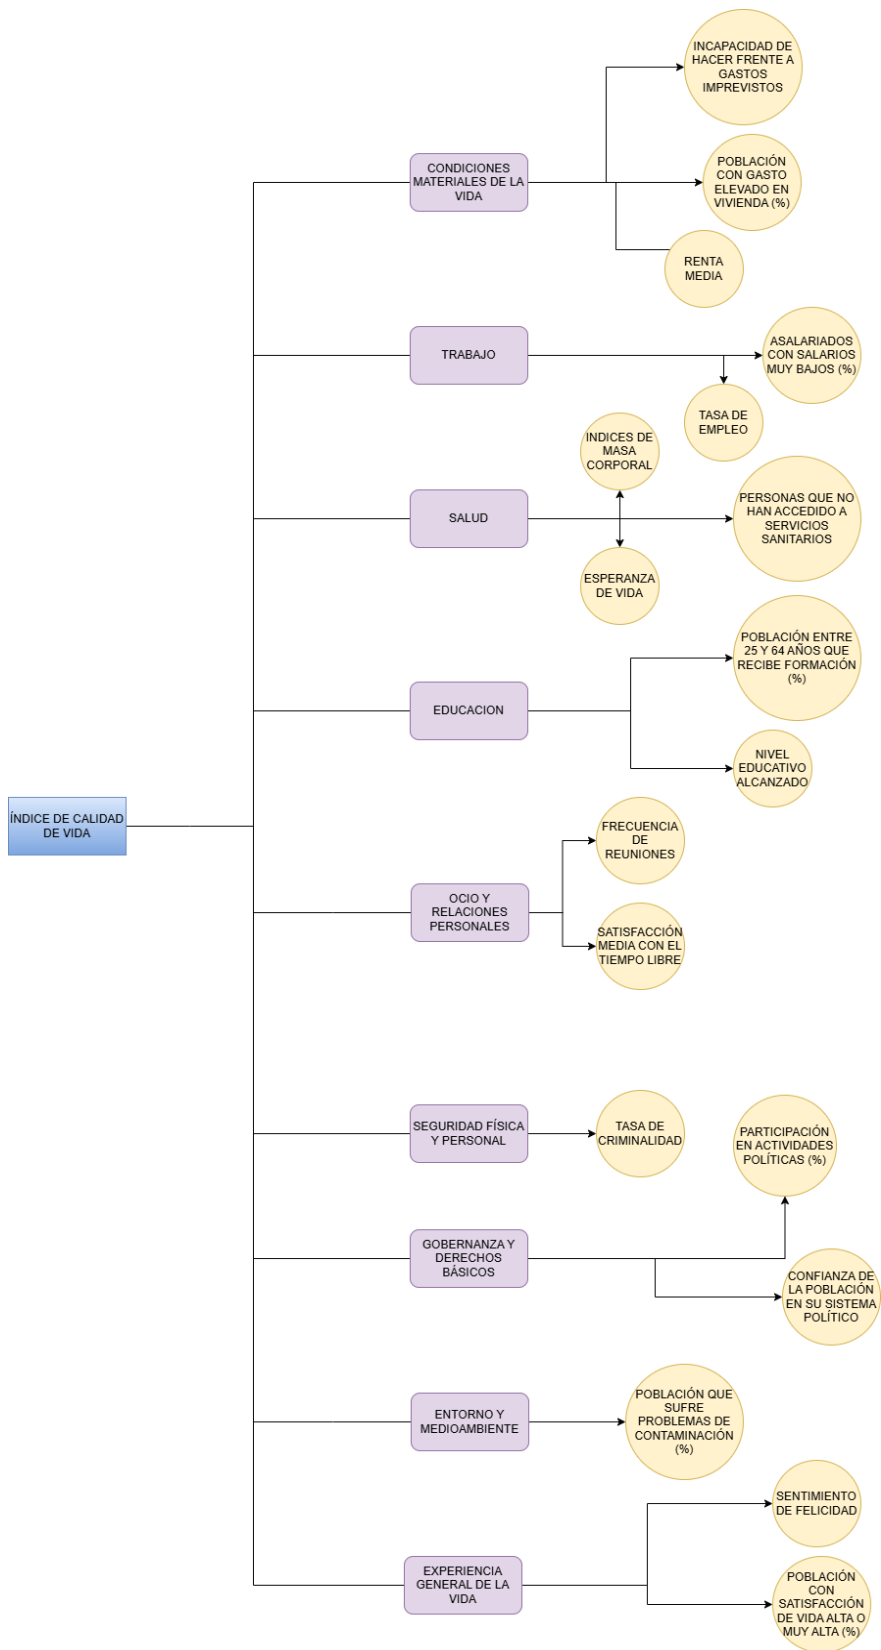 INCAPACIDAD DE
HACER FRENTE A
GASTOS
IMPREVISTOS
CONDICIONES
MATERIALES DE LA
VIDA
POBLACIÓN
CON GASTO
ELEVADO EN
VIVIENDA (%)
RENTA
MEDIA
TRABAJO
ASALARIADOS
CON SALARIOS
MUY BAJOS (%)
TASA DE
EMPLEO
INDICES DE
MASA
CORPORAL
SALUD
PERSONAS QUE NO
HAN ACCEDIDO A
SERVICIOS
SANITARIOS
ESPERANZA
DE VIDA
POBLACIÓN ENTRE
25 Y 64 AÑOS QUE
RECIBE FORMACIÓN
(%)
EDUCACION
NIVEL
EDUCATIVO
ALCANZADO
ÍNDICE DE CALIDAD
DE VIDA
FRECUENCIA
DE
REUNIONES
OCIO Y
RELACIONES
PERSONALES
SATISFACCIÓN
MEDIA CON EL
TIEMPO LIBRE
SEGURIDAD FÍSICA
Y PERSONAL
TASA DE
CRIMINALIDAD
PARTICIPACIÓN
EN ACTIVIDADES
POLÍTICAS (%)
GOBERNANZA Y
DERECHOS
BÁSICOS
CONFIANZA DE
LA POBLACIÓN
EN SU SISTEMA
POLÍTICO
ENTORNO Y
MEDIOAMBIENTE
POBLACIÓN QUE
SUFRE
PROBLEMAS DE
CONTAMINACIÓN
(%)
SENTIMIENTO
DE FELICIDAD
EXPERIENCIA
GENERAL DE LA
VIDA
POBLACIÓN
CON
SATISFACCIÓN
DE VIDA ALTA O
MUY ALTA (%)